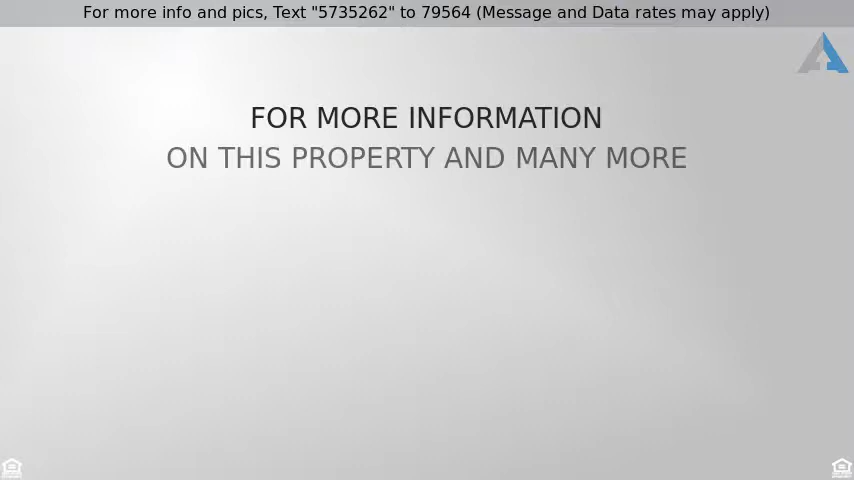 For more info and pics, Text "5735262" to 79564 (Message and Data rates may apply)
FOR MORE INFORMATION
ON THIS PROPERTY AND MANY MORE